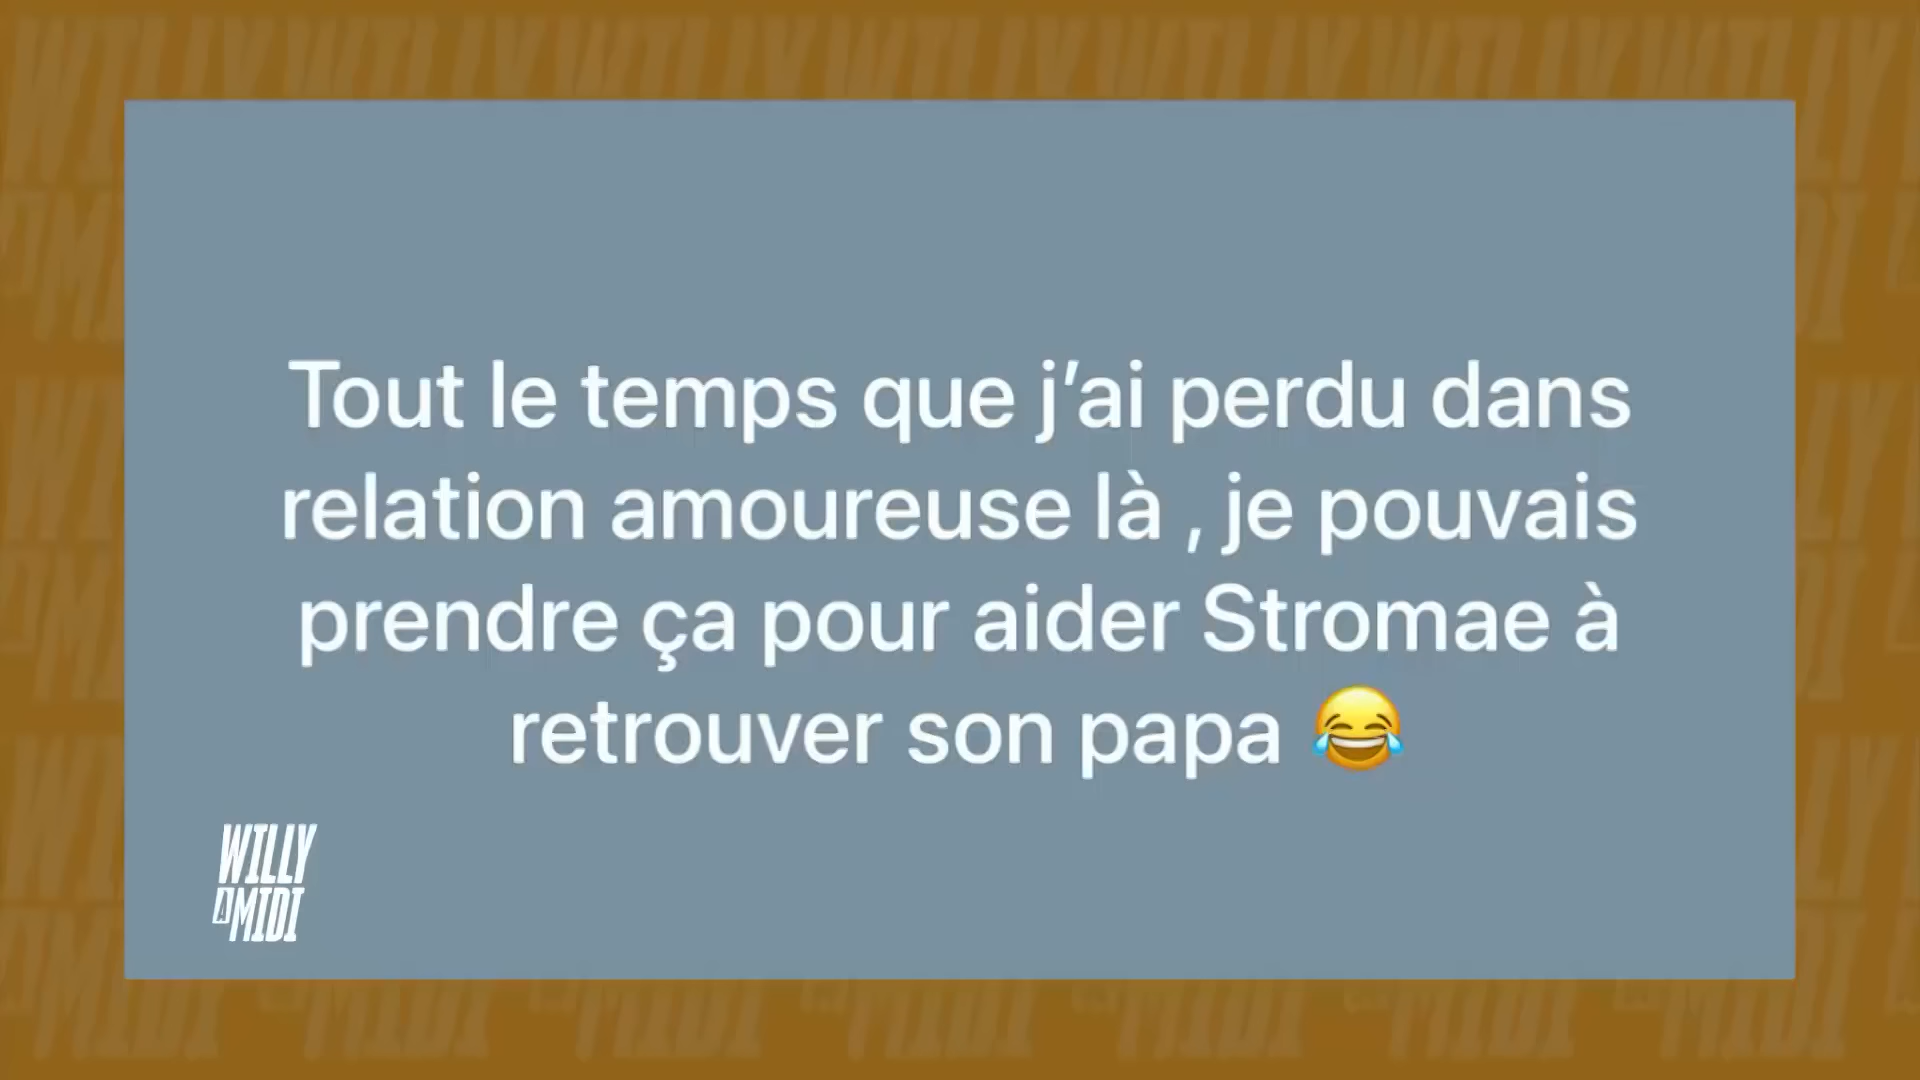 Tout le temps que j’ai perdu dans
relation amoureuse là , je pouvais
prendre ça pour aider Stromae à
retrouver son papa 😂
WILLY
A MIDI